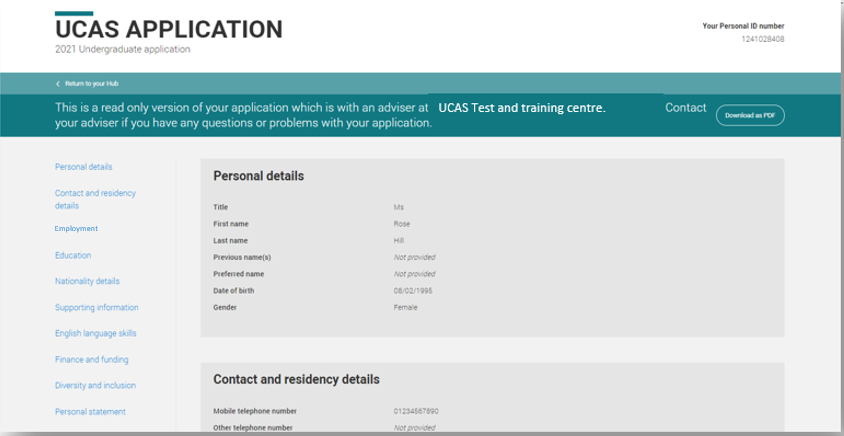 UCAS APPLICATION
2021 Undergraduate application
Your Personal ID number
1241028408
Return to your Hub
This is a read only version of your application which is with an adviser at UCAS Test and training centre. Contact
your adviser if you have any questions or problems with your application.
Download as PDF
Personal details
Contact and residency
details
Employment
Education
Nationality details
Supporting information
English language skills
Finance and funding
Diversity and inclusion
Personal statement
Personal details
Title Ms
First name Rose
Last name Hill
Previous name(s) Not provided
Preferred name Not provided
Date of birth 08/02/1995
Gender Female
Contact and residency details
Mobile telephone number 01234567890
Other telephone number Not provided